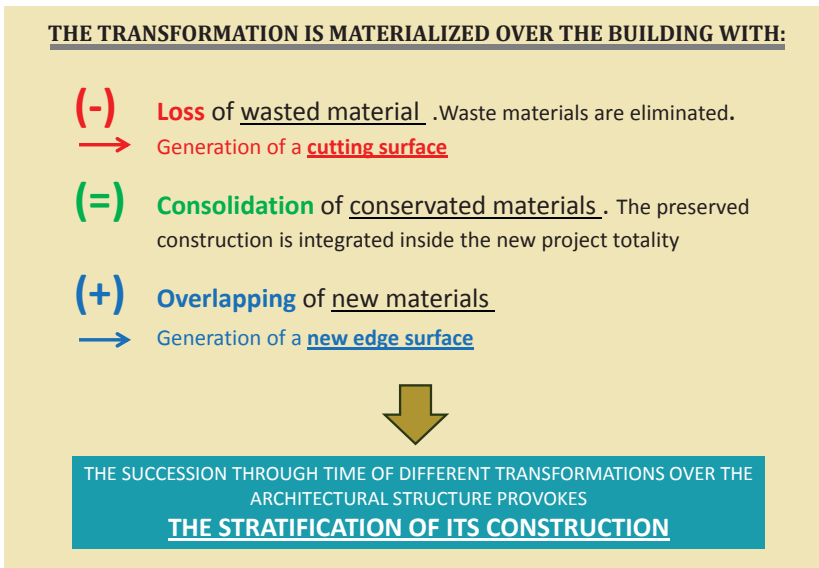 THE TRANSFORMATION IS MATERIALIZED OVER THE BUILDING WITH:
(-) Loss of wasted material .Waste materials are eliminated.
Generation of a cutting surface
(=) Consolidation of conservated materials . The preserved
construction is integrated inside the new project totality
(+) Overlapping of new materials
Generation of a new edge surface
THE SUCCESSION THROUGH TIME OF DIFFERENT TRANSFORMATIONS OVER THE
ARCHITECTURAL STRUCTURE PROVOKES
THE STRATIFICATION OF ITS CONSTRUCTION